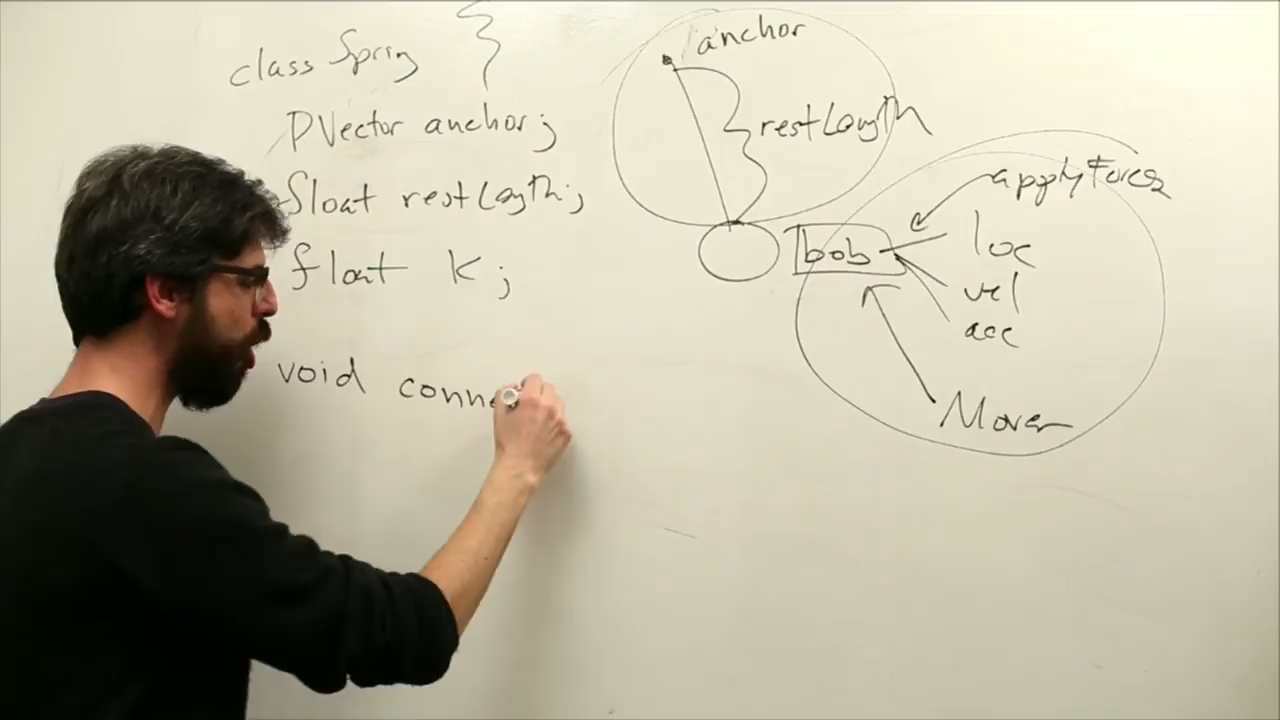 class Spring {
PVector anchor;
float restLength;
float K;
void conne
anchor
restLength
applyForce
bob
loc
vel
acc
Mover